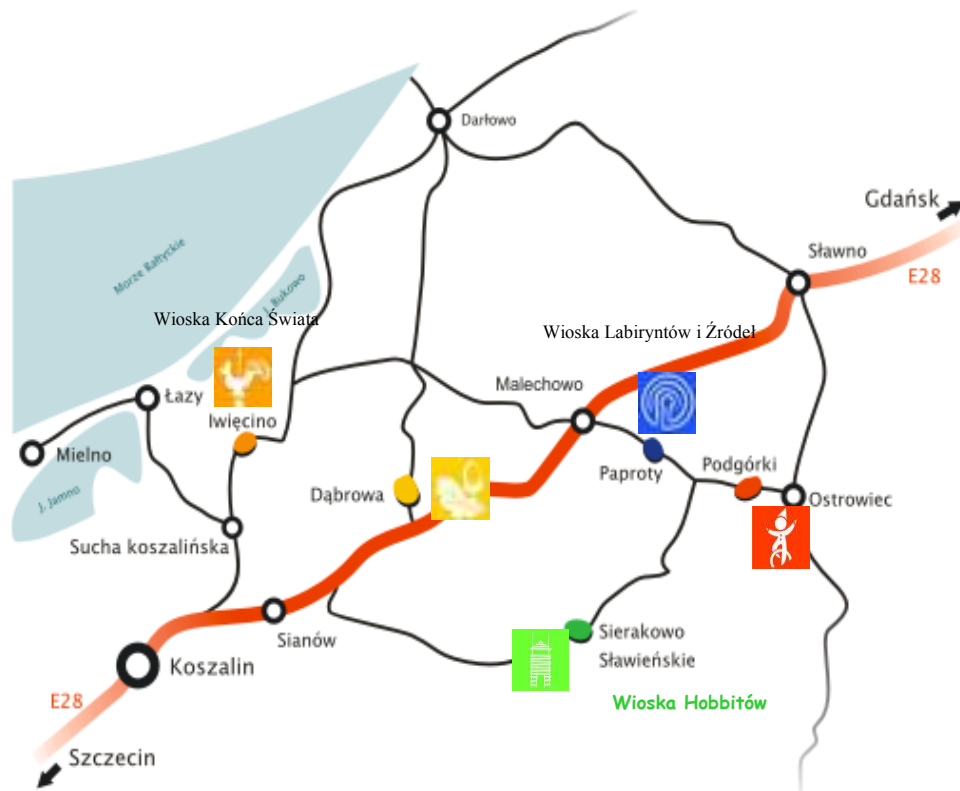 Darłowo
Gdańsk
Sławno
E28
Morze Bałtyckie
J. Bukowo
Wioska Końca Świata
Wioska Labiryntów i Źródeł
Malechowo
Łazy
Iwięcino
Mielno
Paproty
Podgórki
J. Jamno
Dąbrowa
Ostrowiec
Sucha koszalińska
Sianów
Sierakowo
Sławieńskie
Koszalin
Wioska Hobbitów
E28
Szczecin